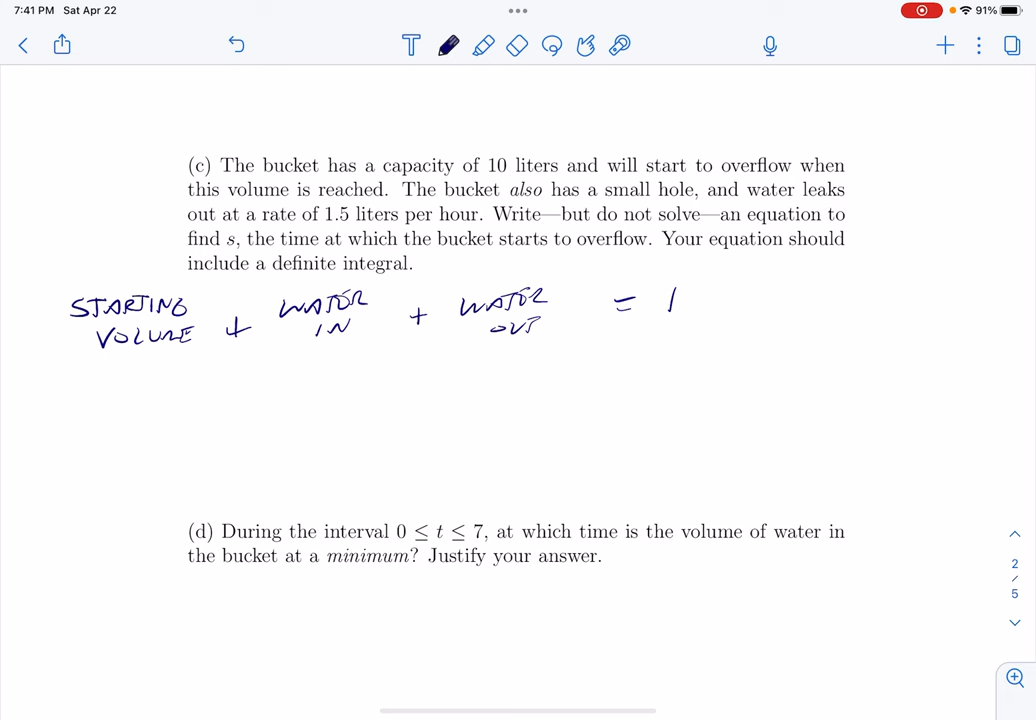 7:41 PM Sat Apr 22
91%
(c) The bucket has a capacity of 10 liters and will start to overflow when
this volume is reached. The bucket also has a small hole, and water leaks
out at a rate of 1.5 liters per hour. Write—but do not solve—an equation to
find s, the time at which the bucket starts to overflow. Your equation should
include a definite integral.
STARTING VOLUME + WATER IN + WATER OUT = 1
(d) During the interval 0 ≤ t ≤ 7, at which time is the volume of water in
the bucket at a minimum? Justify your answer.
2
/
5